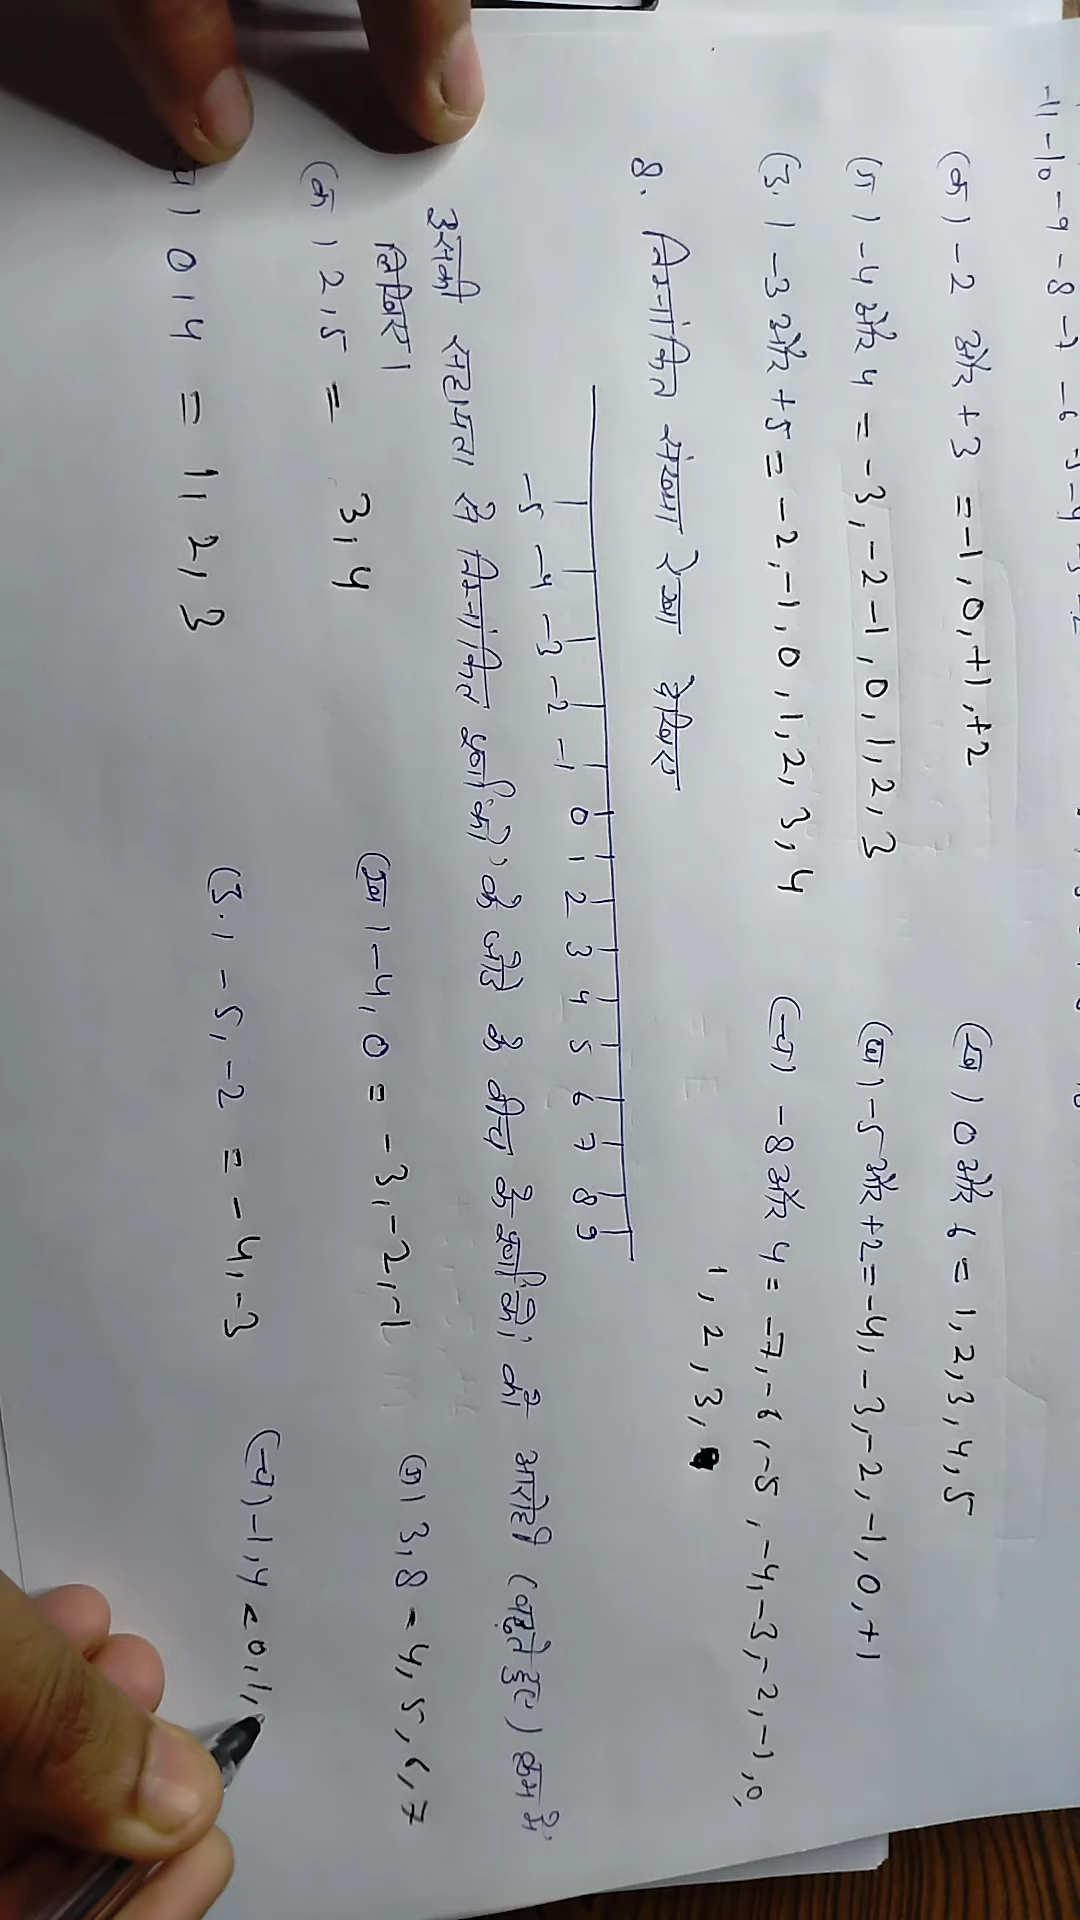 -11 -10 -9 -8 -7 -6
(क) -2 और +3 = -1, 0, +1, +2
(ख) 0 और 6 = 1, 2, 3, 4, 5
(ग) -4 और 4 = -3, -2 -1, 0, 1, 2, 3
(घ) -5 और +2 = -4, -3, -2, -1, 0, +1
(ङ) -3 और +5 = -2, -1, 0, 1, 2, 3, 4
(च) -8 और 4 = -7, -6, -5, -4, -3, -2, -1, 0,
1, 2, 3,
8. निम्नांकित संख्या रेखा देखिए
-5 -4 -3 -2 -1 0 1 2 3 4 5 6 7 8 9
उसकी सहायता से निम्नांकित पूर्णांकों के जोड़े के बीच के पूर्णांकों को आरोही (बढ़ते हुए) क्रम में
लिखिए।
(क) 2, 5 = 3, 4
(ख) -4, 0 = -3, -2, -1
(ग) 3, 8 = 4, 5, 6, 7
(घ) 0, 4 = 1, 2, 3
(ङ) -5, -2 = -4, -3
(च) -1, 4 = 0, 1,